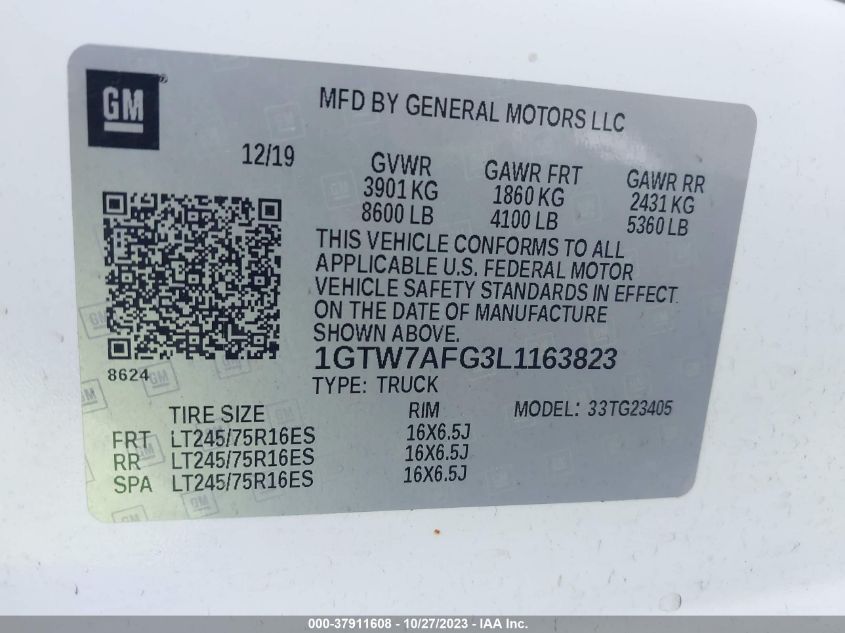 GM
®
MFD BY GENERAL MOTORS LLC
12/19
GVWR
3901 KG
8600 LB
GAWR FRT
1860 KG
4100 LB
GAWR RR
2431 KG
5360 LB
THIS VEHICLE CONFORMS TO ALL
APPLICABLE U.S. FEDERAL MOTOR
VEHICLE SAFETY STANDARDS IN EFFECT
ON THE DATE OF MANUFACTURE
SHOWN ABOVE.
8624
1GTW7AFG3L1163823
TYPE: TRUCK
TIRE SIZE RIM MODEL: 33TG23405
FRT LT245/75R16ES 16X6.5J
RR LT245/75R16ES 16X6.5J
SPA LT245/75R16ES 16X6.5J
000-37911608 - 10/27/2023 - IAA Inc.